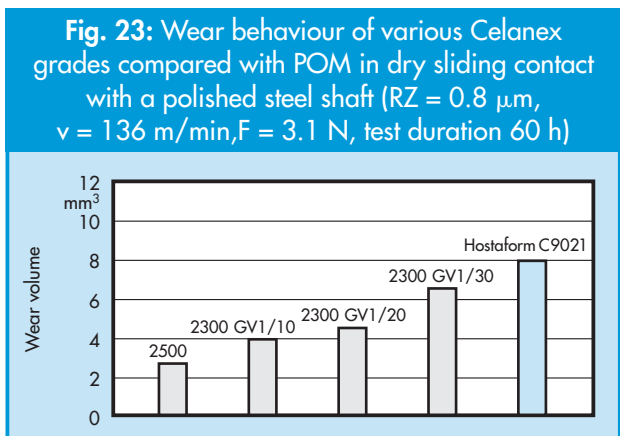 Fig. 23: Wear behaviour of various Celanex
grades compared with POM in dry sliding contact
with a polished steel shaft (RZ = 0.8 µm,
v = 136 m/min,F = 3.1 N, test duration 60 h)
12
mm³
10
8
6
4
2
0
Wear volume
2500
2300 GV1/10
2300 GV1/20
2300 GV1/30
Hostaform C9021